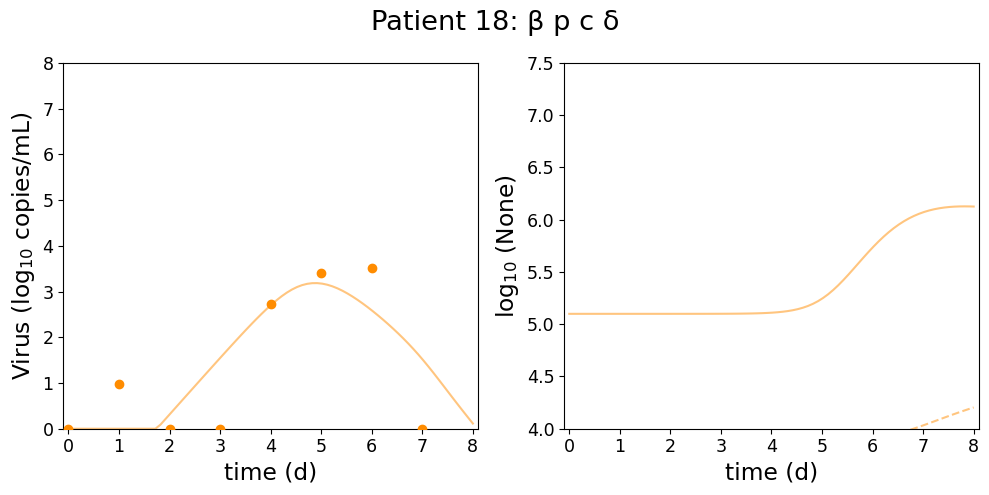 Patient 18: β p c δ
8
7
6
5
4
3
2
1
0
Virus (log₁₀ copies/mL)
0 1 2 3 4 5 6 7 8
time (d)
7.5
7.0
6.5
6.0
5.5
5.0
4.5
4.0
log₁₀ (None)
0 1 2 3 4 5 6 7 8
time (d)